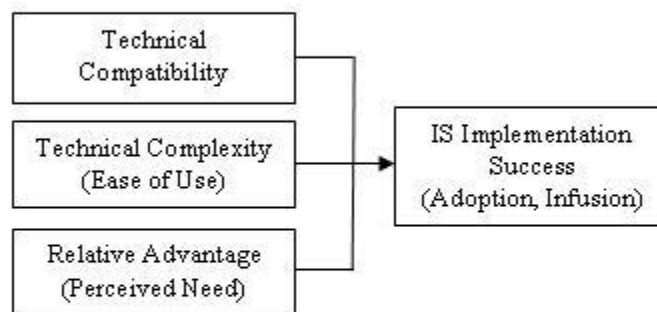 Technical
Compatibility
Technical Complexity
(Ease of Use)
Relative Advantage
(Perceived Need)
IS Implementation
Success
(Adoption, Infusion)